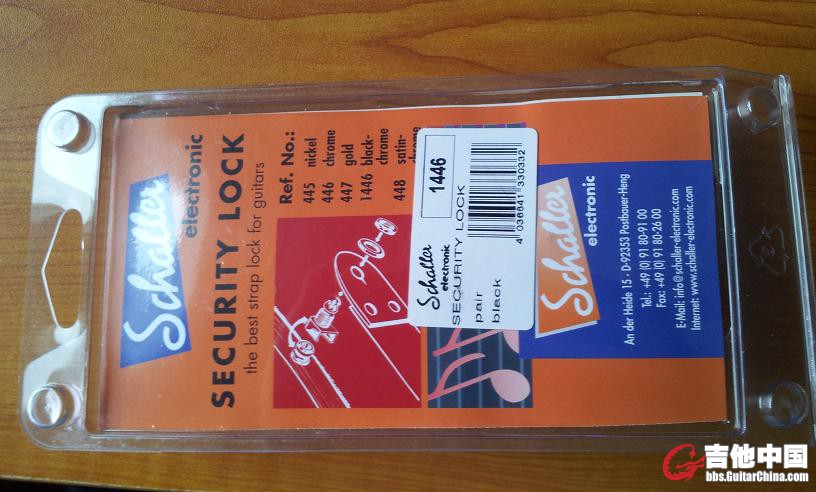 Schaller
electronic
SECURITY LOCK
the best strap lock for guitars
Ref. No.:
445 nickel
446 chrome
447 gold
1446 black-
chrome
448 satin-
chrome
1446
Schaller
electronic
SECURITY LOCK
pair
black
4 036841 330332
Schaller
electronic
An der Heide 15 · D-92353 Postbauer-Heng
Tel.: +49 (0) 91 80-91 00
Fax: +49 (0) 91 80-26 00
E-Mail: info@schaller-electronic.com
Internet: www.schaller-electronic.com
吉他中国
bbs.GuitarChina.com